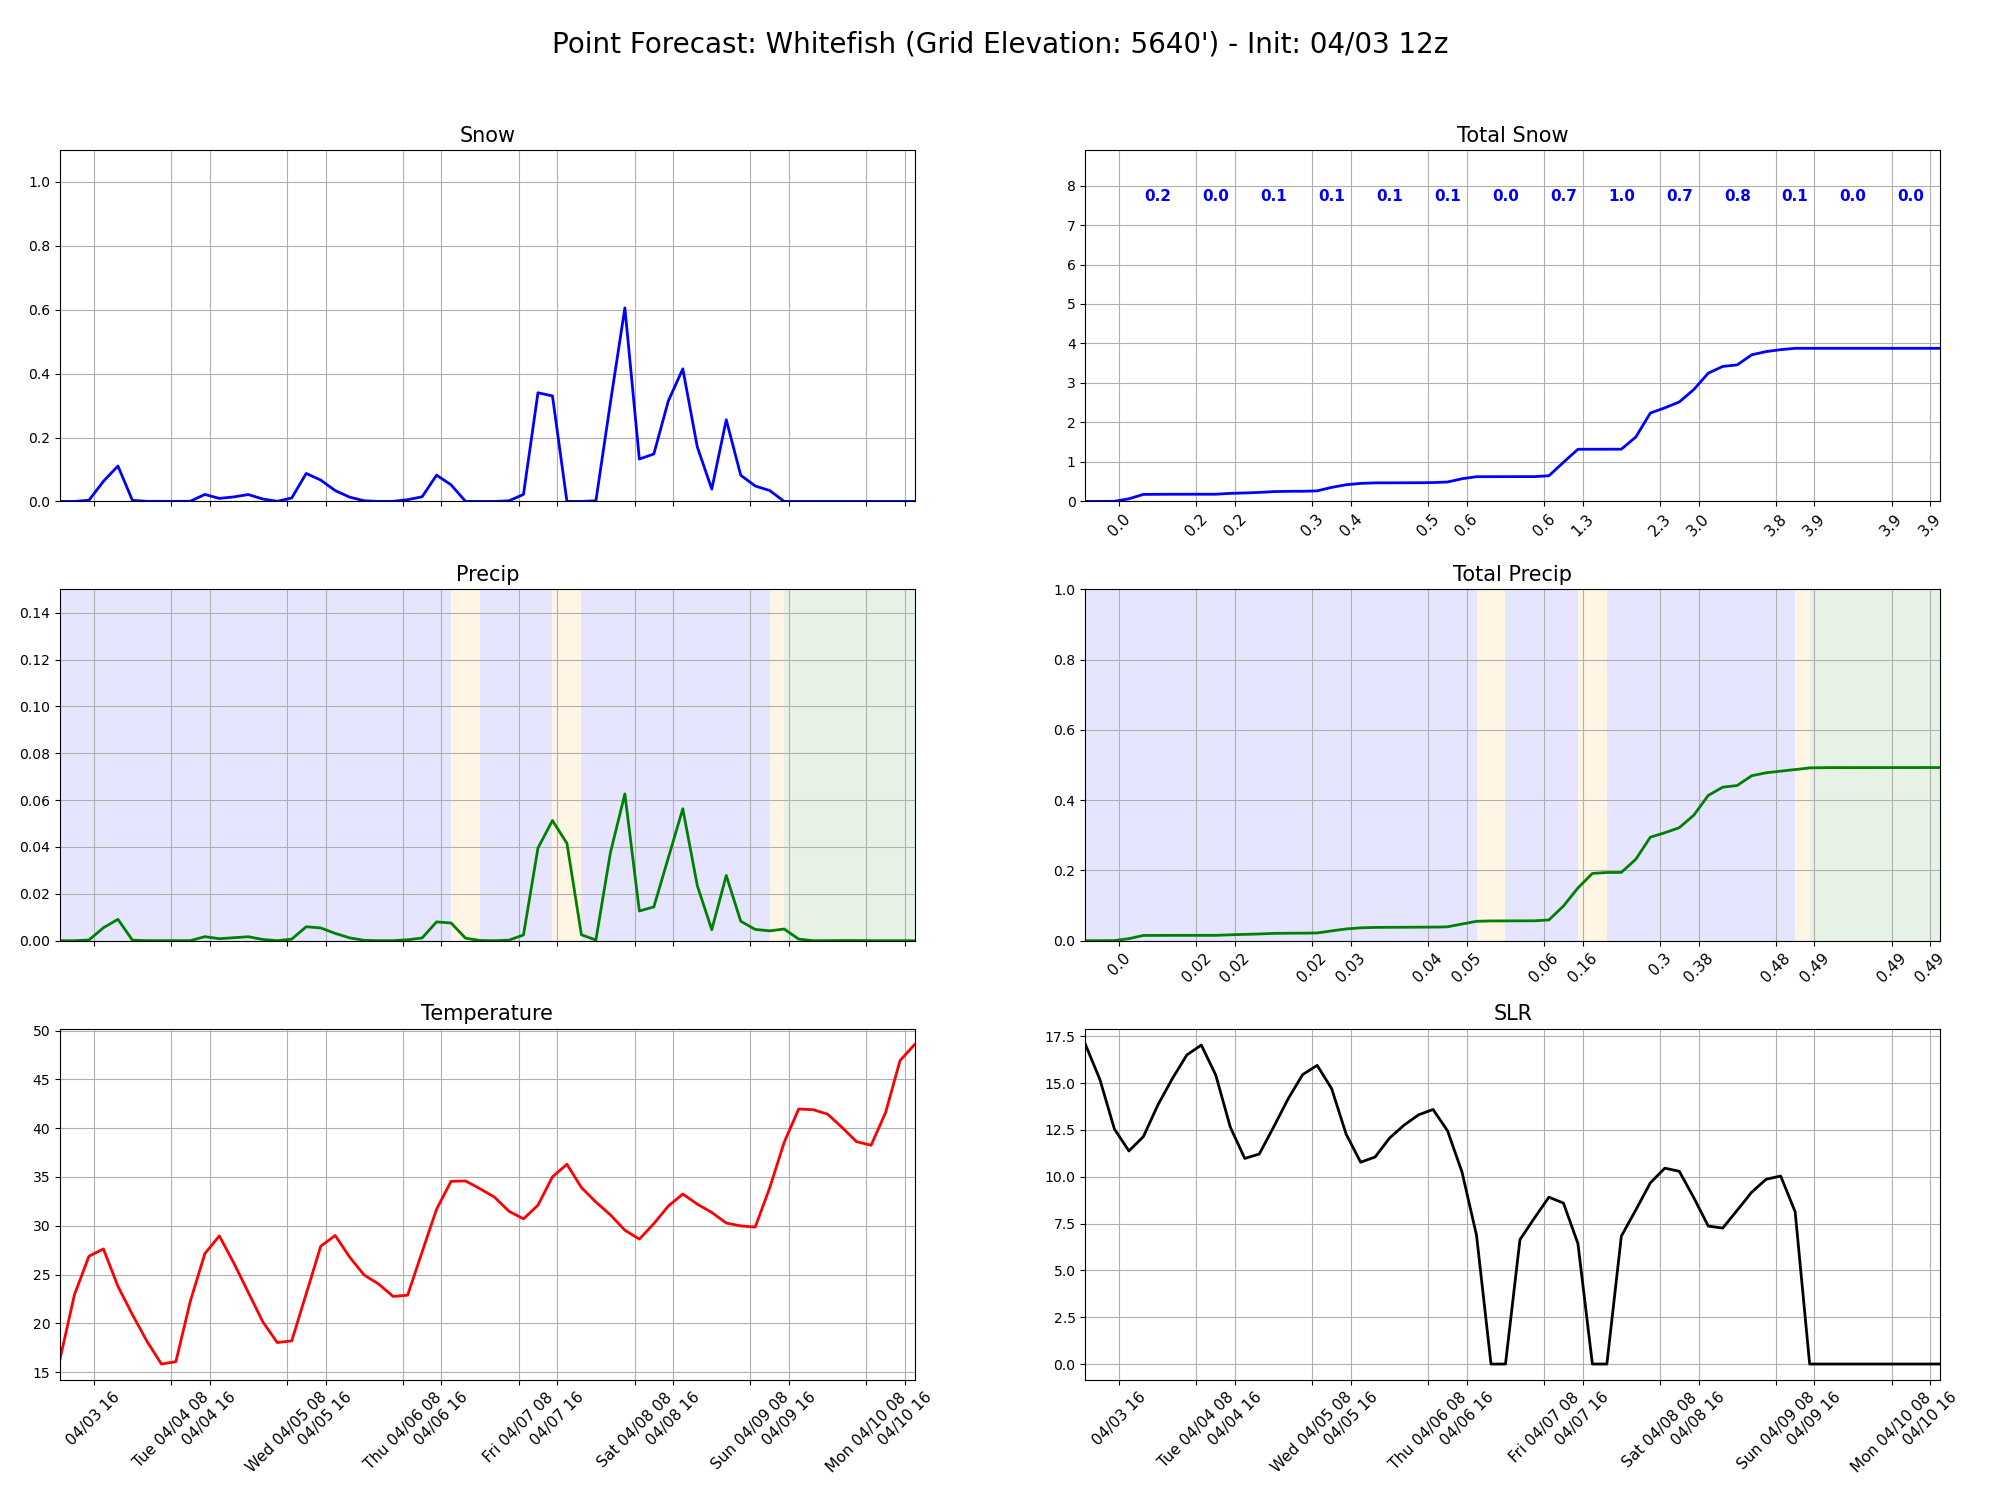 Point Forecast: Whitefish (Grid Elevation: 5640') - Init: 04/03 12z
Snow
1.0
0.8
0.6
0.4
0.2
0.0
Total Snow
8
7
6
5
4
3
2
1
0
0.2 0.0 0.1 0.1 0.1 0.1 0.0 0.7 1.0 0.7 0.8 0.1 0.0 0.0
0.0 0.2 0.2 0.3 0.4 0.5 0.6 0.6 1.3 2.3 3.0 3.8 3.9 3.9 3.9
Precip
0.14
0.12
0.10
0.08
0.06
0.04
0.02
0.00
Total Precip
1.0
0.8
0.6
0.4
0.2
0.0
0.0 0.02 0.02 0.02 0.03 0.04 0.05 0.06 0.16 0.3 0.38 0.48 0.49 0.49 0.49
Temperature
50
45
40
35
30
25
20
15
04/03 16
Tue 04/04 08
04/04 16
Wed 04/05 08
04/05 16
Thu 04/06 08
04/06 16
Fri 04/07 08
04/07 16
Sat 04/08 08
04/08 16
Sun 04/09 08
04/09 16
Mon 04/10 08
04/10 16
SLR
17.5
15.0
12.5
10.0
7.5
5.0
2.5
0.0
04/03 16
Tue 04/04 08
04/04 16
Wed 04/05 08
04/05 16
Thu 04/06 08
04/06 16
Fri 04/07 08
04/07 16
Sat 04/08 08
04/08 16
Sun 04/09 08
04/09 16
Mon 04/10 08
04/10 16